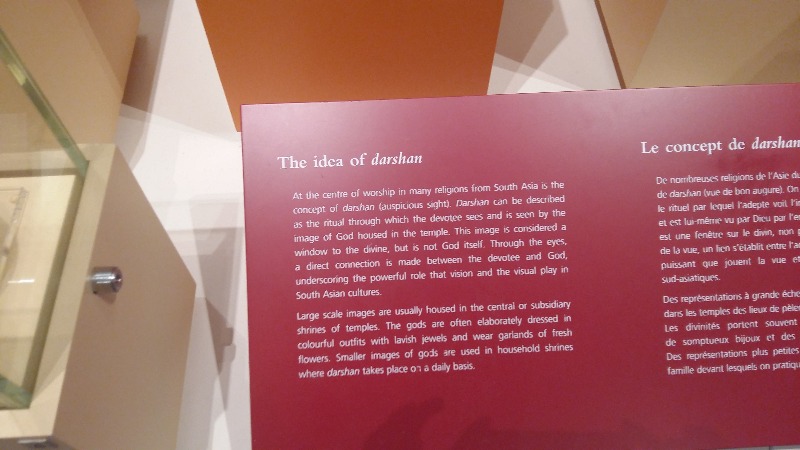 The idea of darshan
At the centre of worship in many religions from South Asia is the
concept of darshan (auspicious sight). Darshan can be described
as the ritual through which the devotee sees and is seen by the
image of God housed in the temple. This image is considered a
window to the divine, but is not God itself. Through the eyes,
a direct connection is made between the devotee and God,
underscoring the powerful role that vision and the visual play in
South Asian cultures.
Large scale images are usually housed in the central or subsidiary
shrines of temples. The gods are often elaborately dressed in
colourful outfits with lavish jewels and wear garlands of fresh
flowers. Smaller images of gods are used in household shrines
where darshan takes place on a daily basis.
Le concept de darshan
De nombreuses religions de l'Asie du
de darshan (vue de bon augure). On
le rituel par lequel l'adepte voit l'i
et est lui-même vu par Dieu par l'e
est une fenêtre sur le divin, non p
de la vue, un lien s'établit entre l'a
puissant que jouent la vue et
sud-asiatiques.
Des représentations à grande éche
dans les temples des lieux de pèle
Les divinités portent souvent
de somptueux bijoux et des
Des représentations plus petites
famille devant lesquels on pratiq